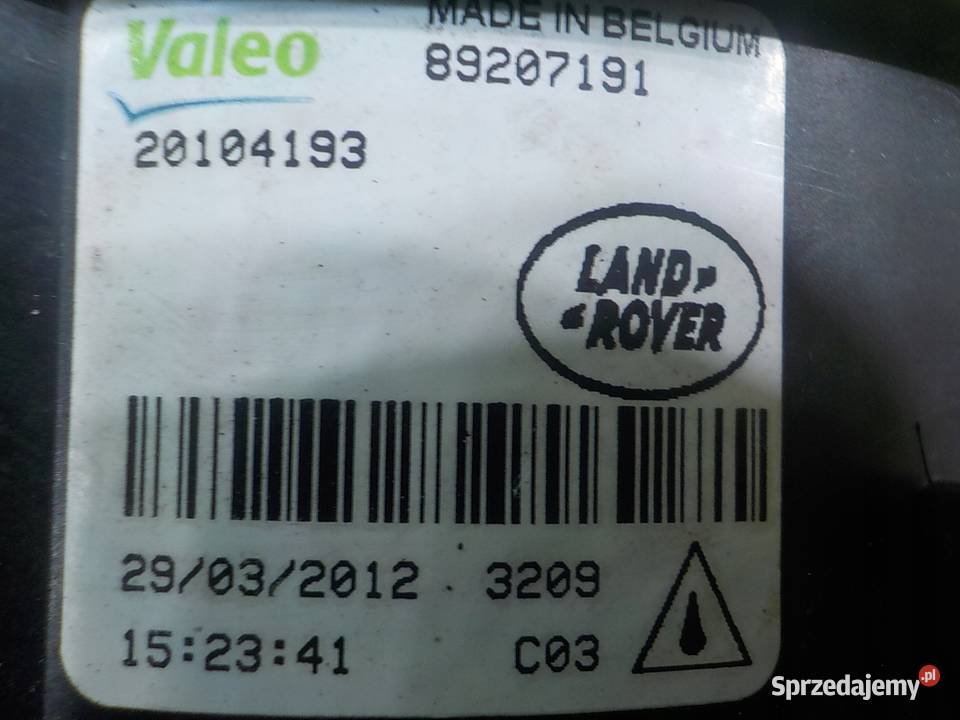 Valeo
MADE IN BELGIUM
89207191
20104193
LAND
ROVER
29/03/2012 3209
15:23:41 C03
Sprzedajemy.pl